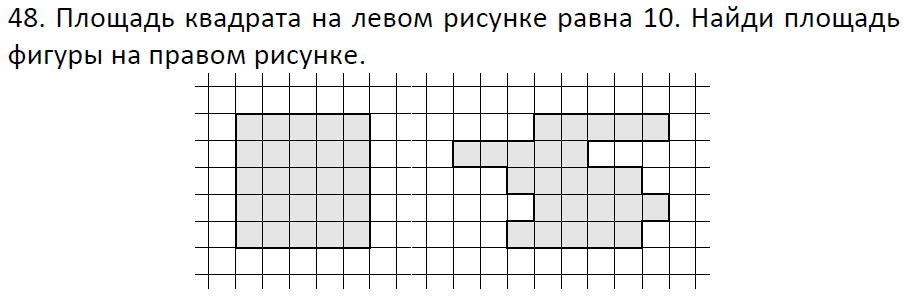 48. Площадь квадрата на левом рисунке равна 10. Найди площадь
фигуры на правом рисунке.